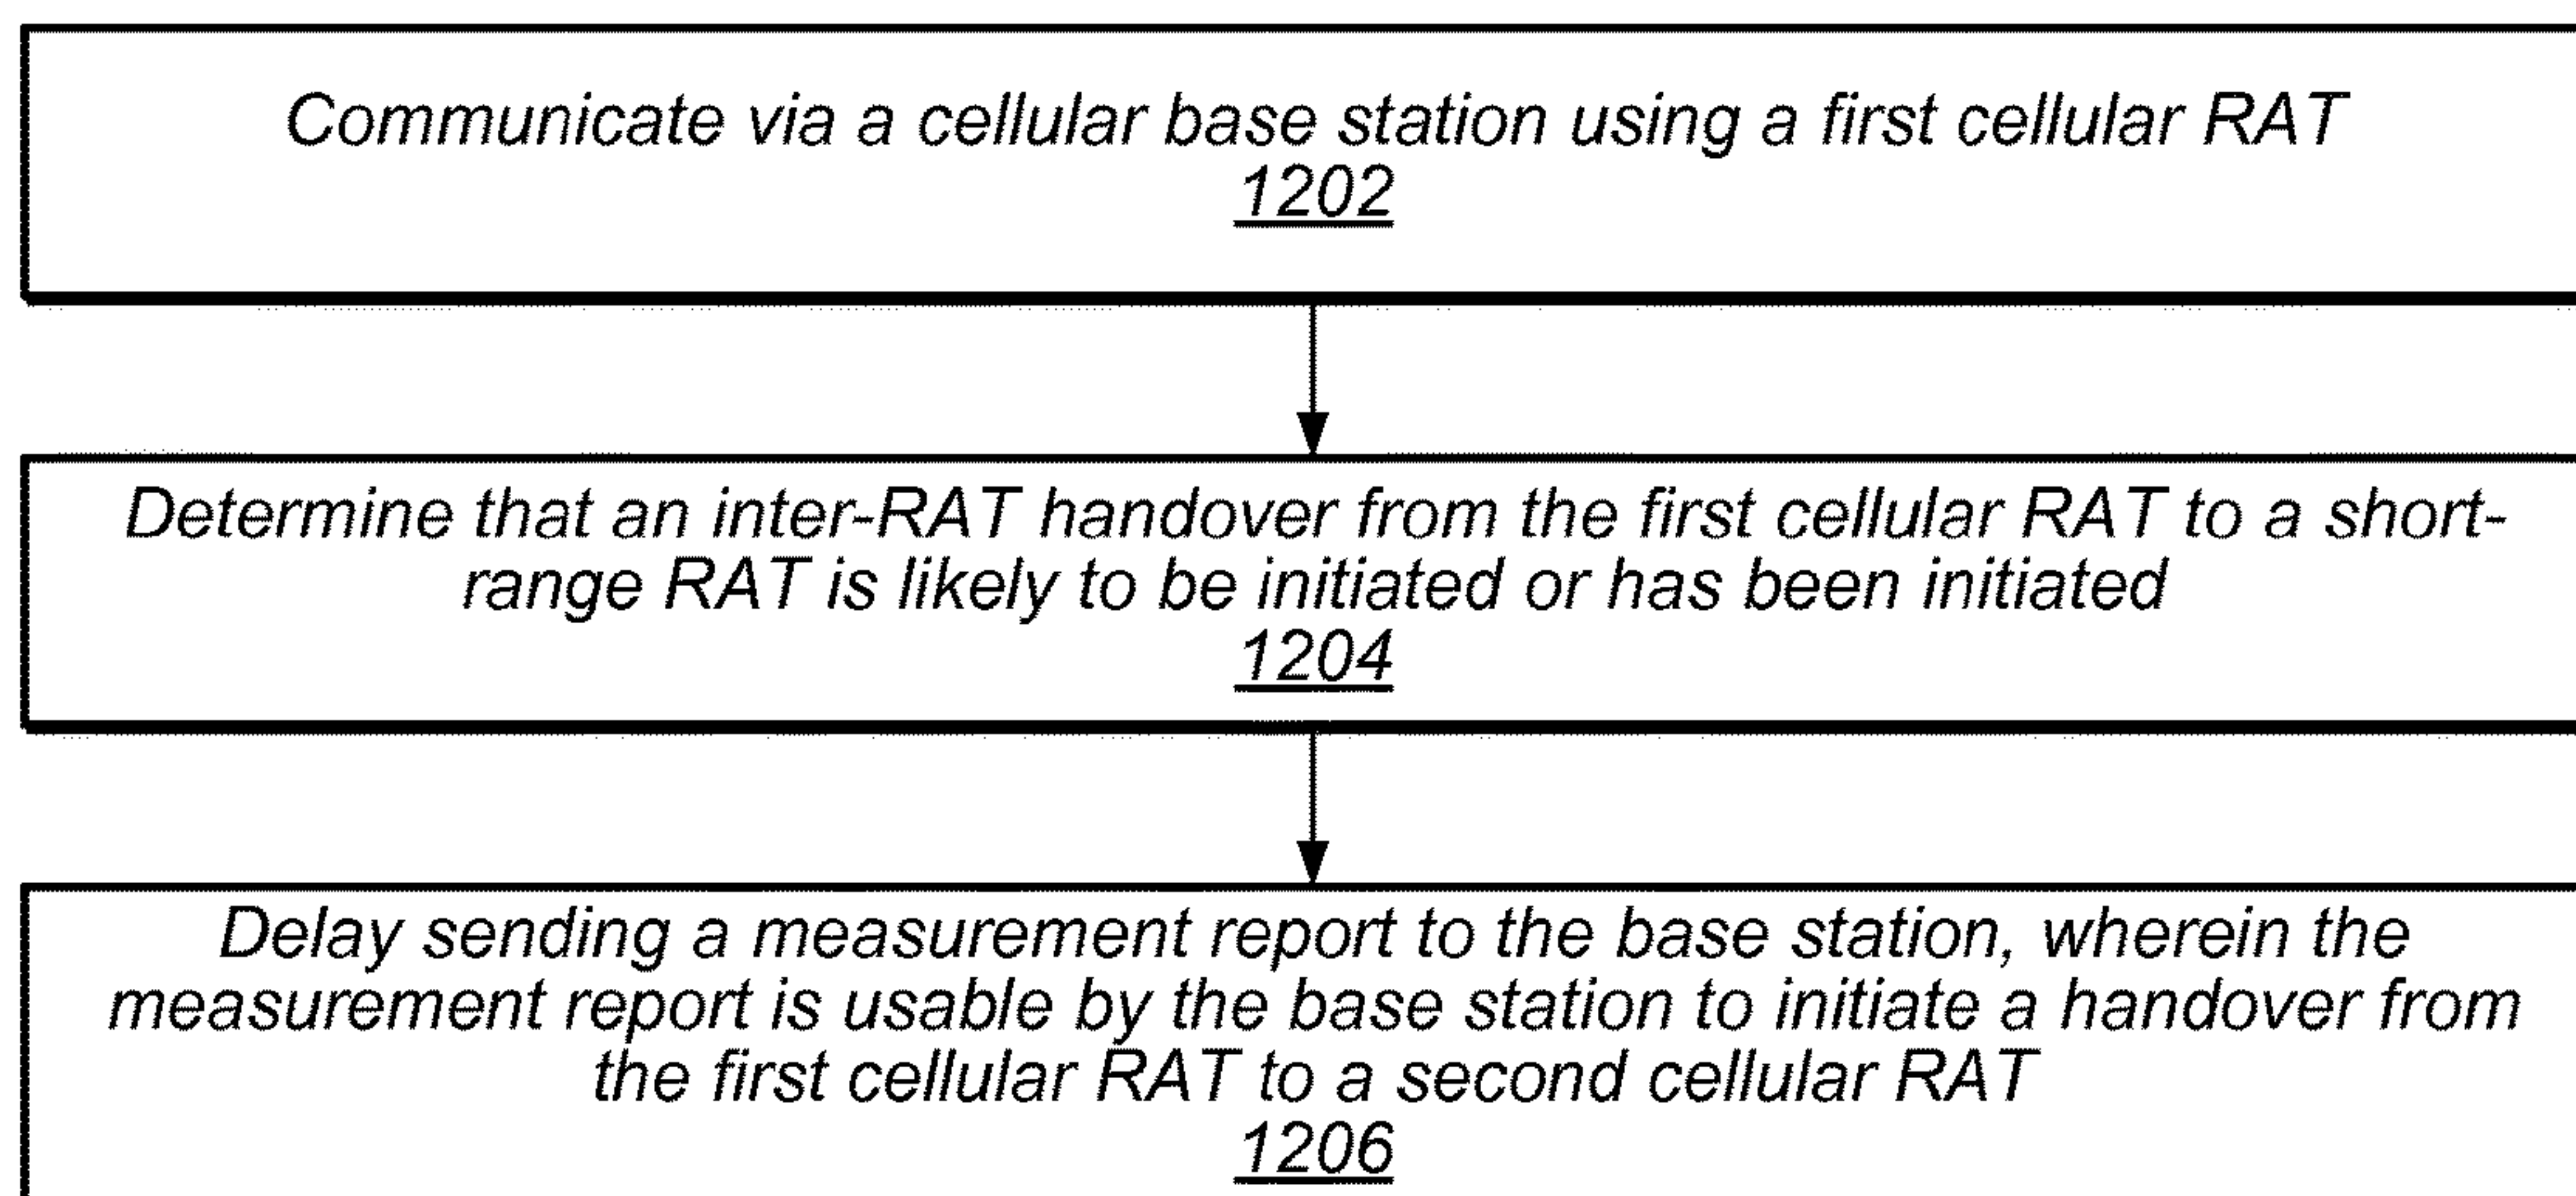 Communicate via a cellular base station using a first cellular RAT
1202
Determine that an inter-RAT handover from the first cellular RAT to a short-
range RAT is likely to be initiated or has been initiated
1204
Delay sending a measurement report to the base station, wherein the
measurement report is usable by the base station to initiate a handover from
the first cellular RAT to a second cellular RAT
1206